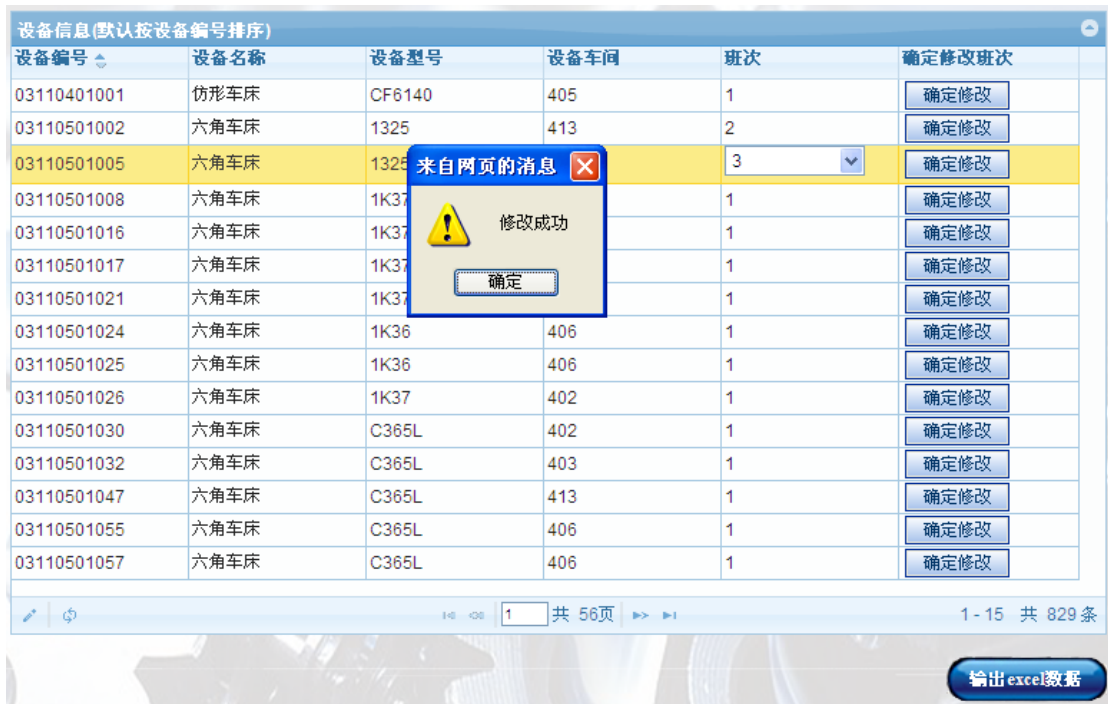 设备信息(默认按设备编号排序)
设备编号 设备名称 设备型号 设备车间 班次 确定修改班次
03110401001 仿形车床 CF6140 405 1 确定修改
03110501002 六角车床 1325 413 2 确定修改
03110501005 六角车床 1325 3 确定修改
来自网页的消息
03110501008 六角车床 1K37 1 确定修改
修改成功
03110501016 六角车床 1K37 1 确定修改
03110501017 六角车床 1K37 1 确定修改
确定
03110501021 六角车床 1K37 1 确定修改
03110501024 六角车床 1K36 406 1 确定修改
03110501025 六角车床 1K36 406 1 确定修改
03110501026 六角车床 1K37 402 1 确定修改
03110501030 六角车床 C365L 402 1 确定修改
03110501032 六角车床 C365L 403 1 确定修改
03110501047 六角车床 C365L 413 1 确定修改
03110501055 六角车床 C365L 406 1 确定修改
03110501057 六角车床 C365L 406 1 确定修改
1 共 56页 1 - 15 共 829 条
输出excel数据